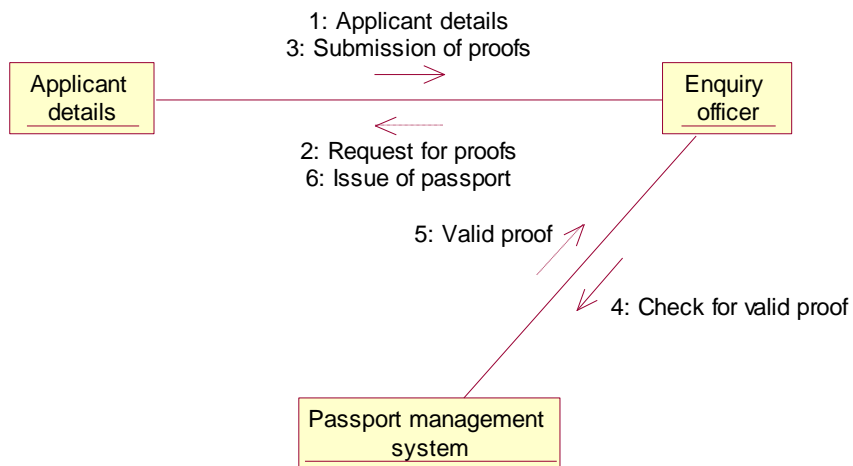 1: Applicant details
3: Submission of proofs
Applicant
details
Enquiry
officer
2: Request for proofs
6: Issue of passport
5: Valid proof
4: Check for valid proof
Passport management
system